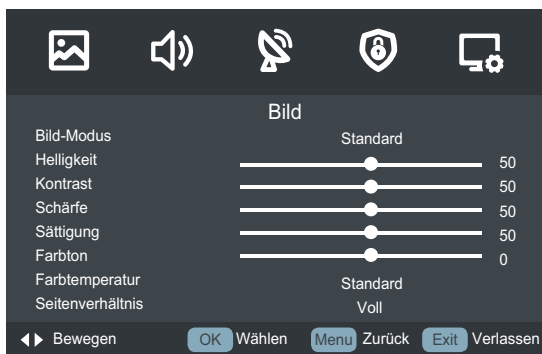 Bild
Bild-Modus Standard
Helligkeit 50
Kontrast 50
Schärfe 50
Sättigung 50
Farbton 0
Farbtemperatur Standard
Seitenverhältnis Voll
Bewegen OK Wählen Menu Zurück Exit Verlassen